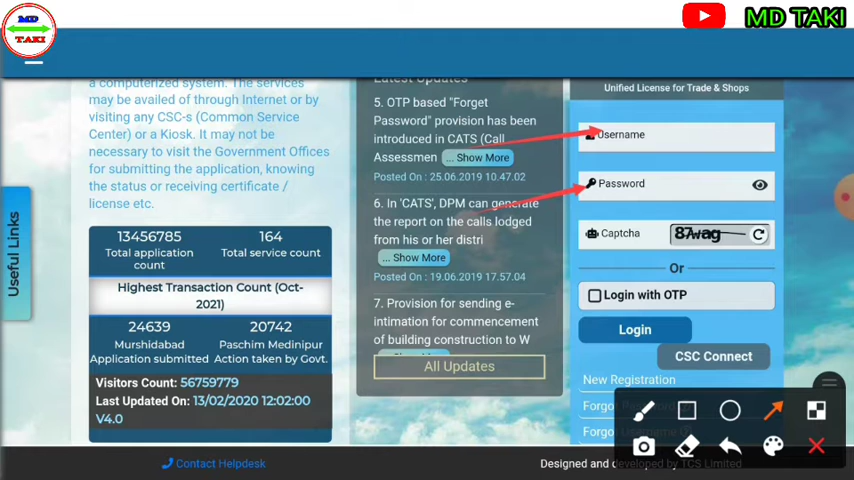 MD
TAKI
MD TAKI
a computerized system. The services
may be availed of through Internet or by
visiting any CSC-s (Common Service
Center) or a Kiosk. It may not be
necessary to visit the Government Offices
for submitting the application, knowing
the status or receiving certificate /
license etc.
Useful Links
13456785
Total application
count
164
Total service count
Highest Transaction Count (Oct-
2021)
24639
Murshidabad
Application submitted
20742
Paschim Medinipur
Action taken by Govt.
Visitors Count: 56759779
Last Updated On: 13/02/2020 12:02:00
V4.0
Latest Updates
5. OTP based "Forget
Password" provision has been
introduced in CATS (Call
Assessmen ... Show More
Posted On : 25.06.2019 10.47.02
6. In 'CATS', DPM can generate
the report on the calls lodged
from his or her distri
... Show More
Posted On : 19.06.2019 17.57.04
7. Provision for sending e-
intimation for commencement
of building construction to W
All Updates
Unified License for Trade & Shops
Username
Password
Captcha
Or
Login with OTP
Login
CSC Connect
New Registration
Forgot Password
Forgot Username
Contact Helpdesk
Designed and developed by TCS Limited